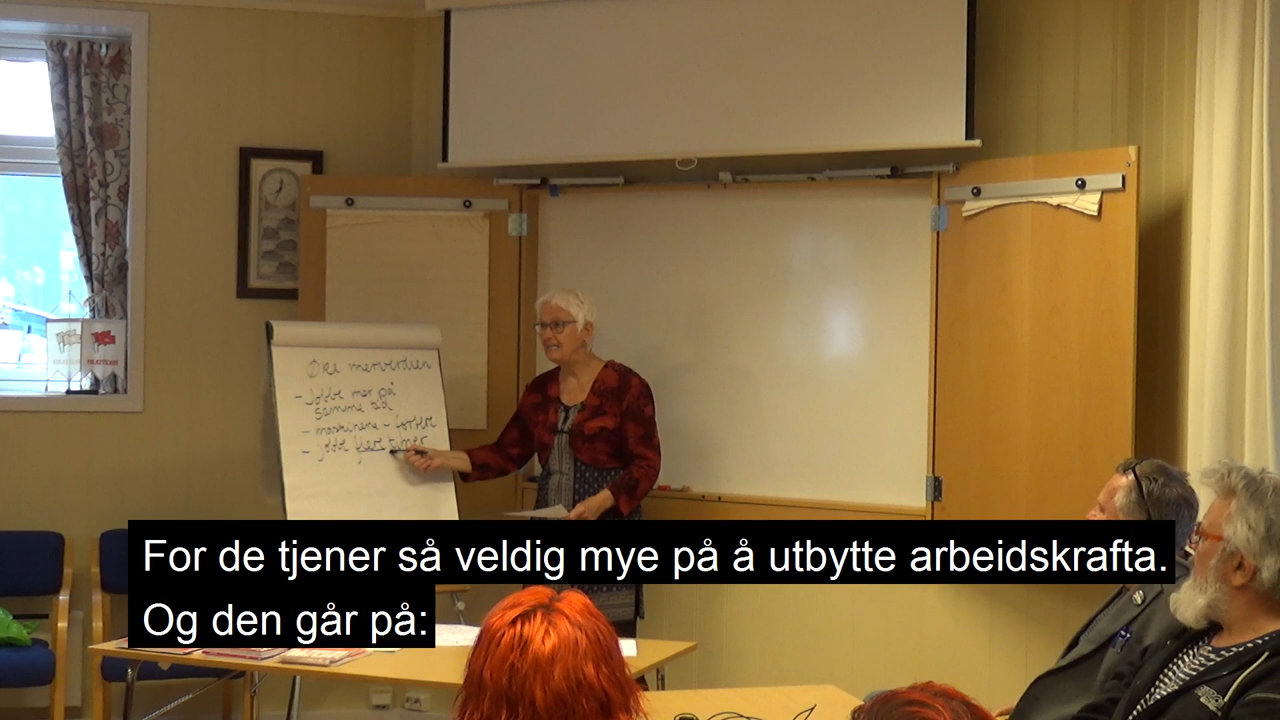 Øke merverdien
- Jobbe mer på
samme tid
- maskinene - fortere
- jobbe flere timer
For de tjener så veldig mye på å utbytte arbeidskrafta.
Og den går på: